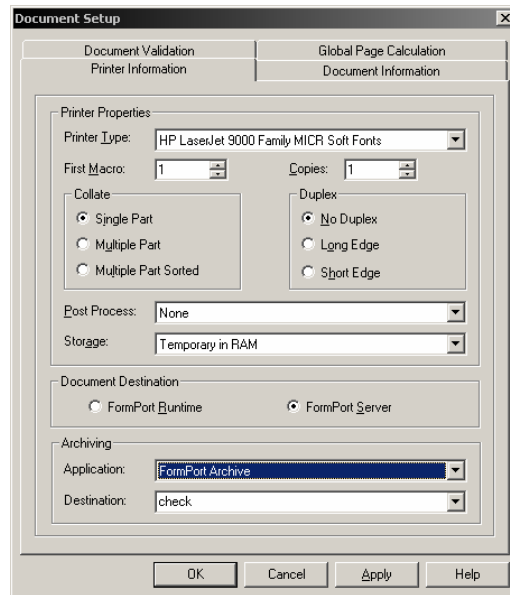 Document Setup
Document Validation
Global Page Calculation
Printer Information
Document Information
Printer Properties
Printer Type: HP LaserJet 9000 Family MICR Soft Fonts
First Macro: 1 Copies: 1
Collate
Single Part
Multiple Part
Multiple Part Sorted
Duplex
No Duplex
Long Edge
Short Edge
Post Process: None
Storage: Temporary in RAM
Document Destination
FormPort Runtime FormPort Server
Archiving
Application: FormPort Archive
Destination: check
OK Cancel Apply Help